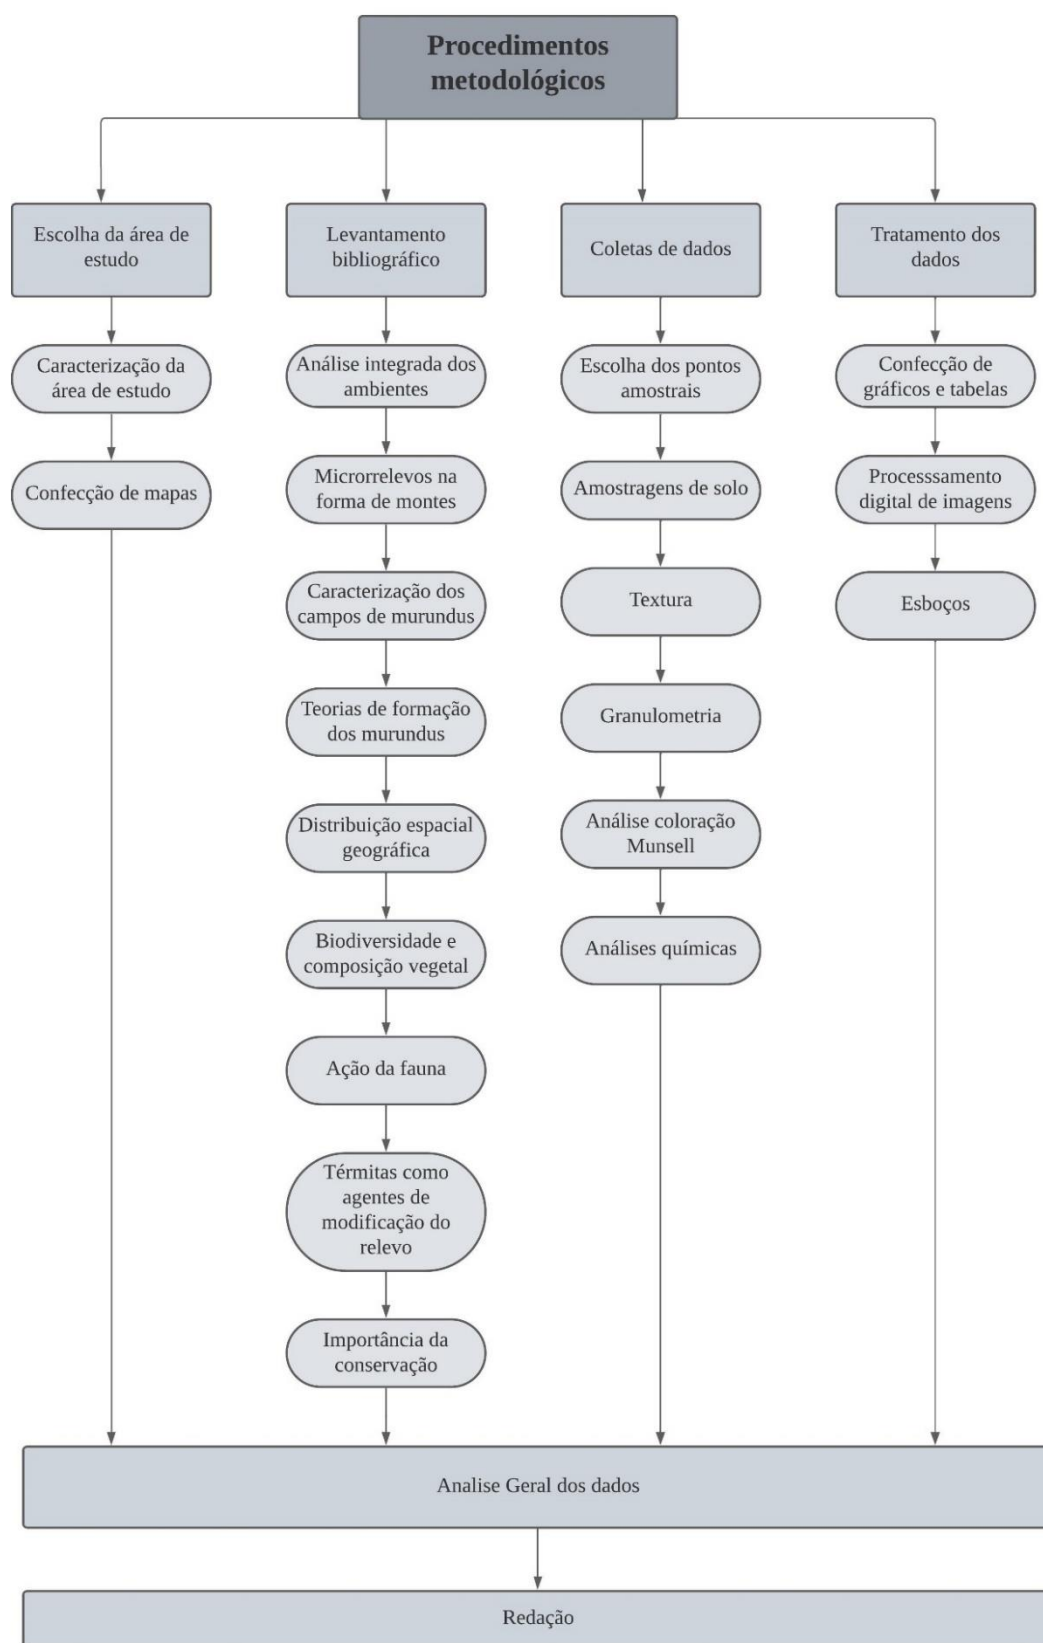 Procedimentos
metodológicos
Escolha da área de
estudo
Caracterização da
área de estudo
Confecção de mapas
Levantamento
bibliográfico
Análise integrada dos
ambientes
Microrrelevos na
forma de montes
Caracterização dos
campos de murundus
Teorias de formação
dos murundus
Distribuição espacial
geográfica
Biodiversidade e
composição vegetal
Ação da fauna
Térmitas como
agentes de
modificação do
relevo
Importância da
conservação
Coletas de dados
Escolha dos pontos
amostrais
Amostragens de solo
Textura
Granulometria
Análise coloração
Munsell
Análises químicas
Tratamento dos
dados
Confecção de
gráficos e tabelas
Processsamento
digital de imagens
Esboços
Analise Geral dos dados
Redação